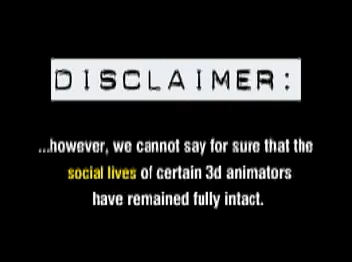 DISCLAIMER:
...however, we cannot say for sure that the
social lives of certain 3d animators
have remained fully intact.